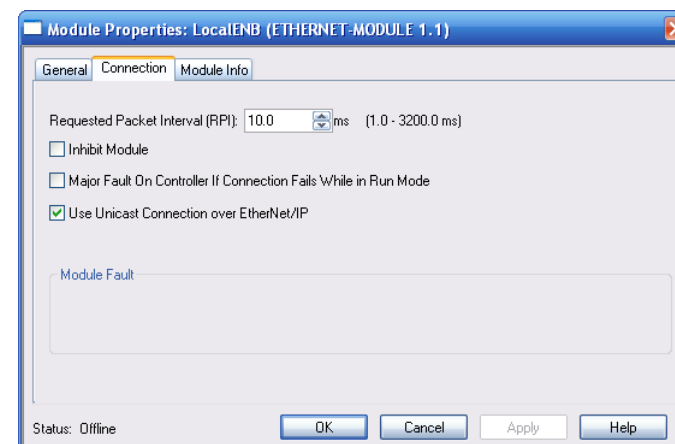 Module Properties: LocalENB (ETHERNET-MODULE 1.1)
General Connection Module Info
Requested Packet Interval (RPI): 10.0 ms (1.0 - 3200.0 ms)
Inhibit Module
Major Fault On Controller If Connection Fails While in Run Mode
Use Unicast Connection over EtherNet/IP
Module Fault
Status: Offline OK Cancel Apply Help